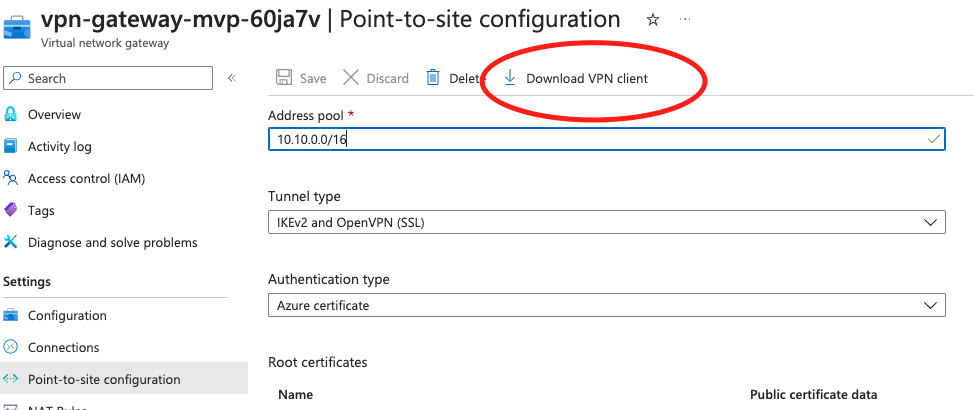 vpn-gateway-mvp-60ja7v | Point-to-site configuration
Virtual network gateway
Search
Save Discard Delete Download VPN client
Overview
Activity log
Access control (IAM)
Tags
Diagnose and solve problems
Settings
Configuration
Connections
Point-to-site configuration
NAT Rules
Address pool *
10.10.0.0/16
Tunnel type
IKEv2 and OpenVPN (SSL)
Authentication type
Azure certificate
Root certificates
Name Public certificate data